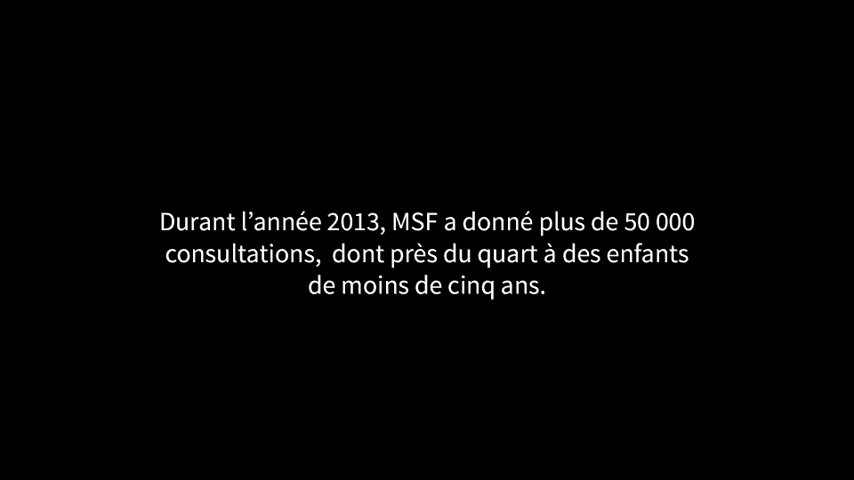 Durant l’année 2013, MSF a donné plus de 50 000
consultations,  dont près du quart à des enfants
de moins de cinq ans.